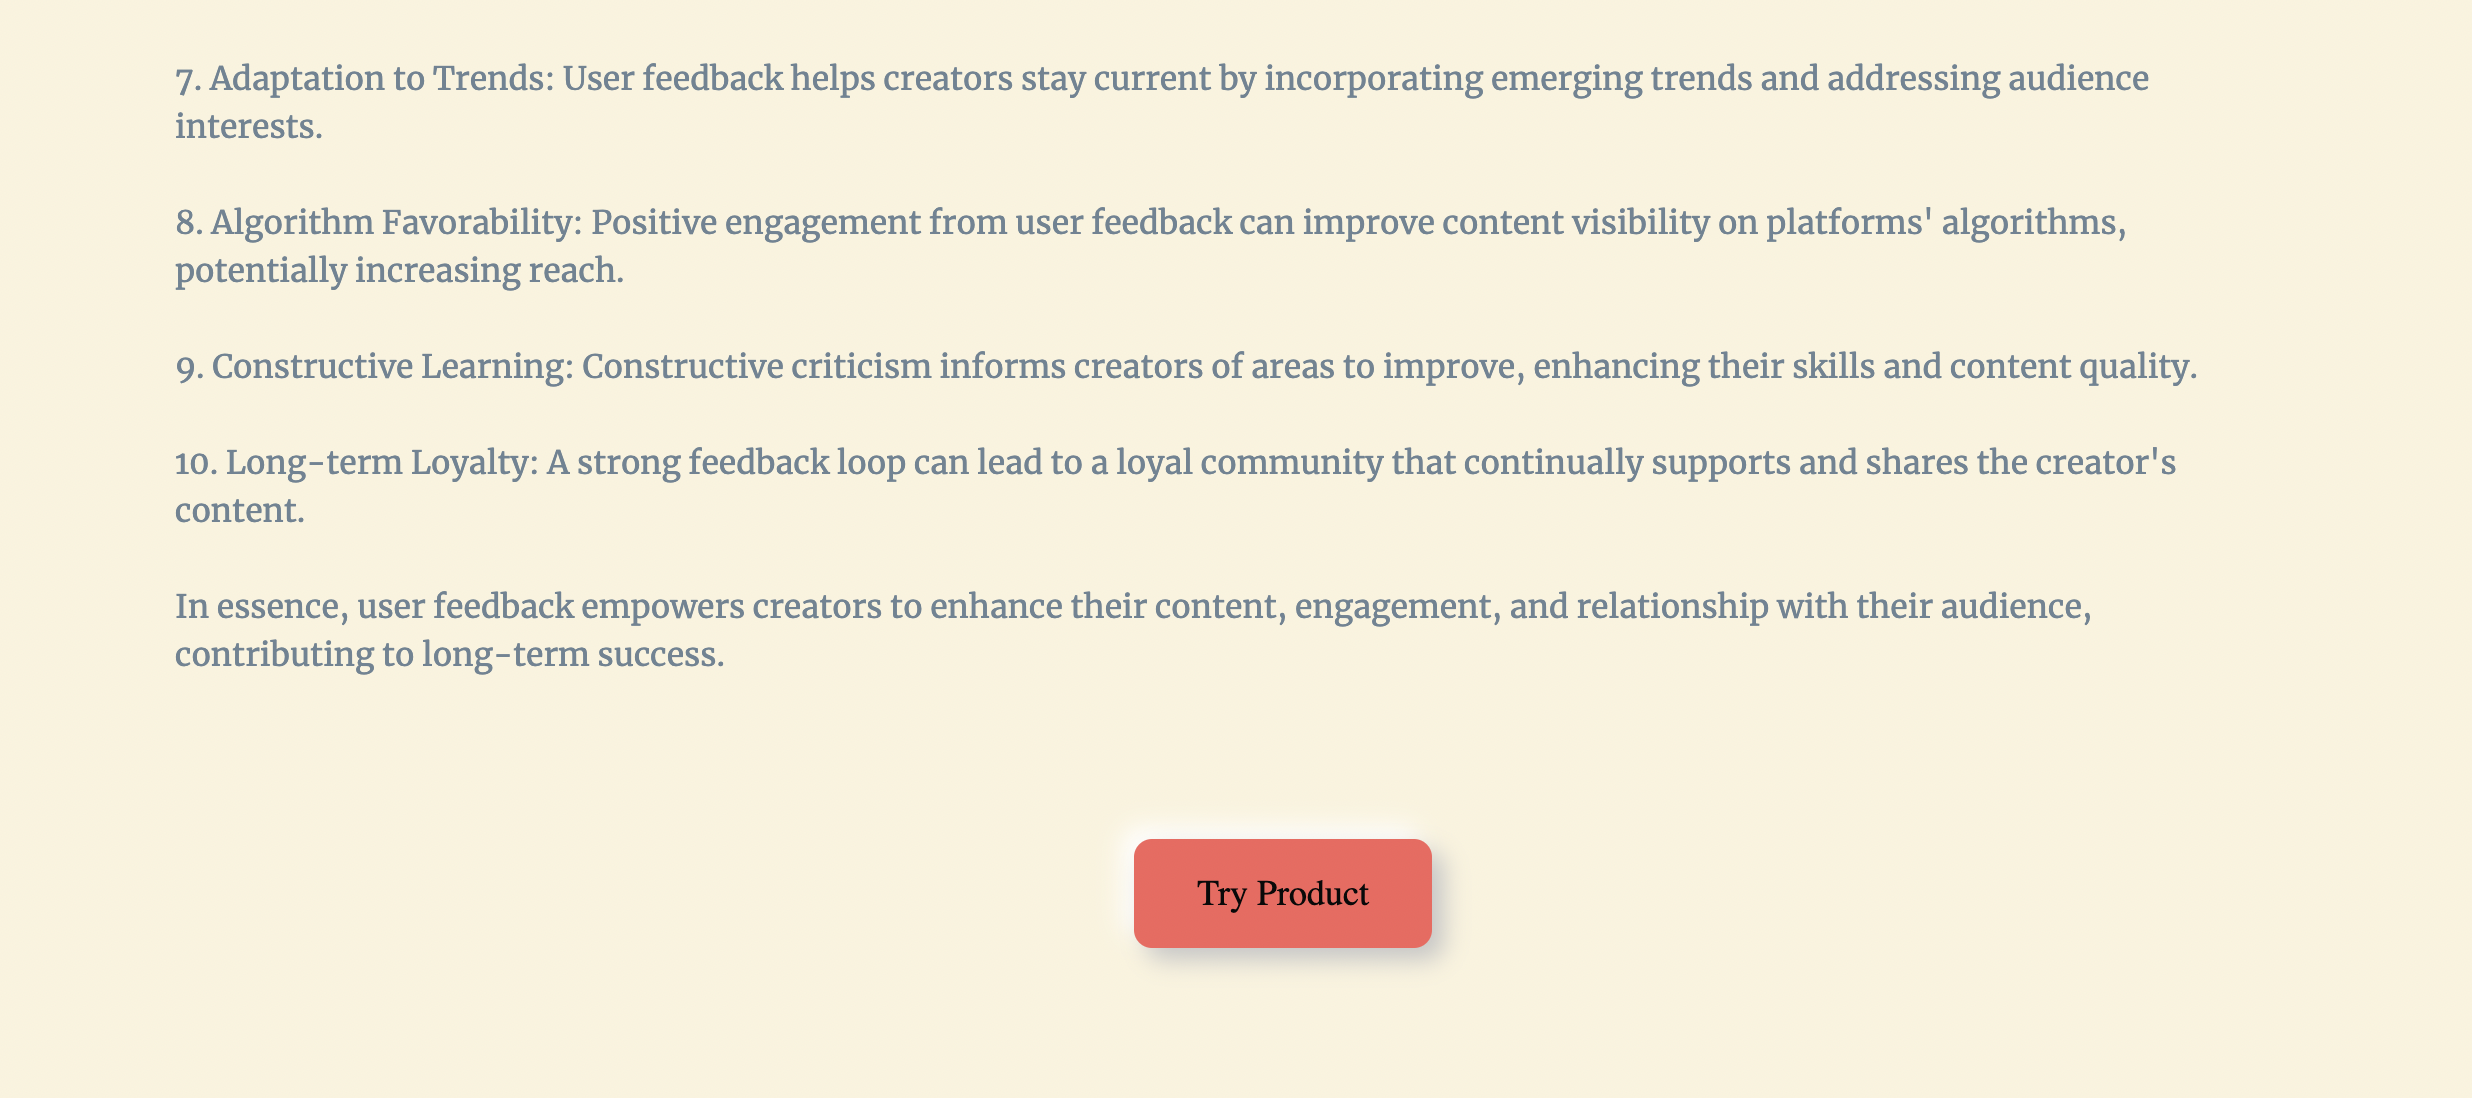 7. Adaptation to Trends: User feedback helps creators stay current by incorporating emerging trends and addressing audience
interests.
8. Algorithm Favorability: Positive engagement from user feedback can improve content visibility on platforms' algorithms,
potentially increasing reach.
9. Constructive Learning: Constructive criticism informs creators of areas to improve, enhancing their skills and content quality.
10. Long-term Loyalty: A strong feedback loop can lead to a loyal community that continually supports and shares the creator's
content.
In essence, user feedback empowers creators to enhance their content, engagement, and relationship with their audience,
contributing to long-term success.
Try Product